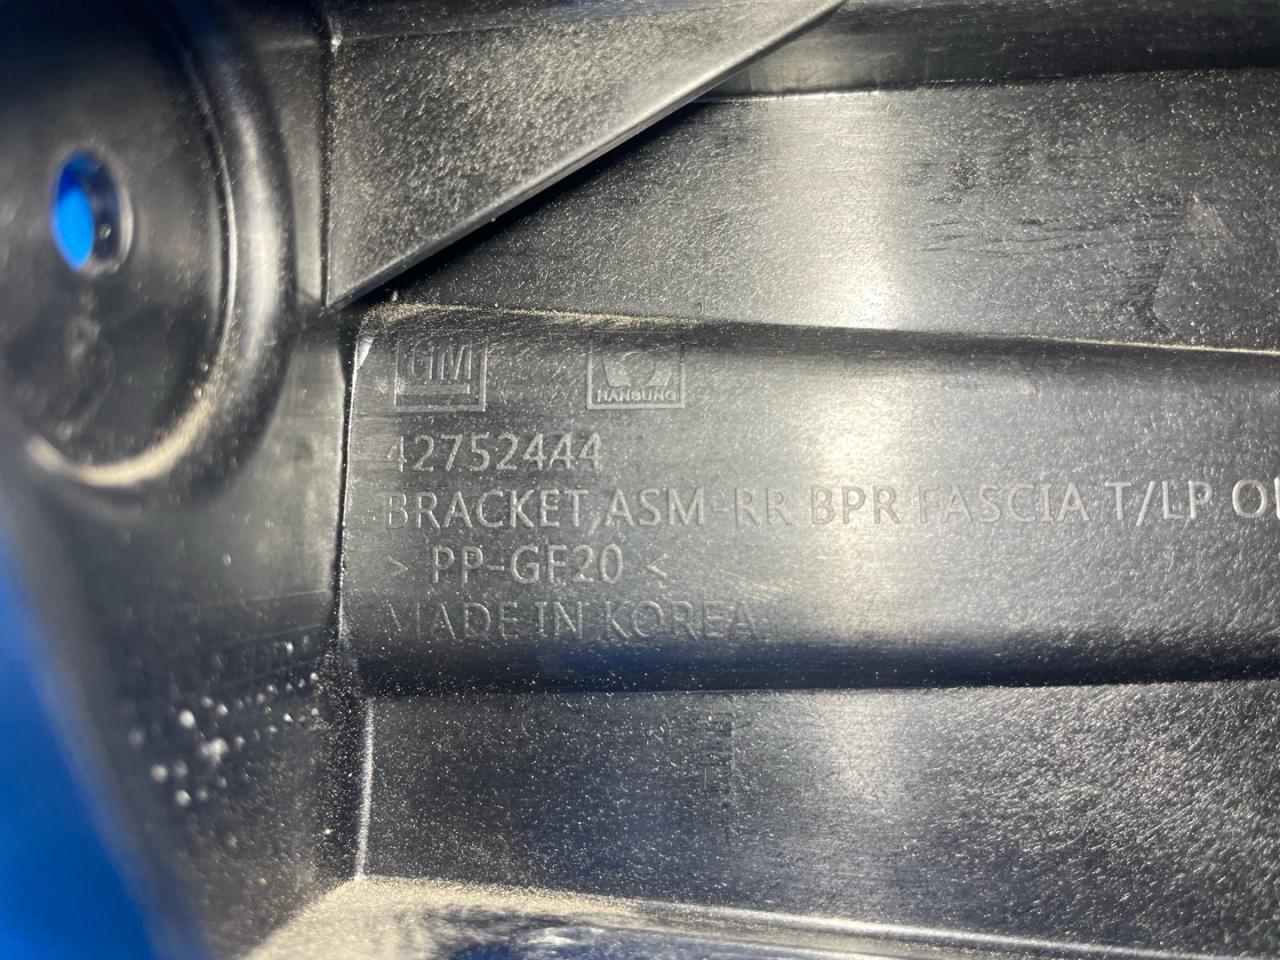 GM HANSUNG
42752444
BRACKET, ASM-RR BPR FASCIA T/LP
> PP-GF20 <
MADE IN KOREA